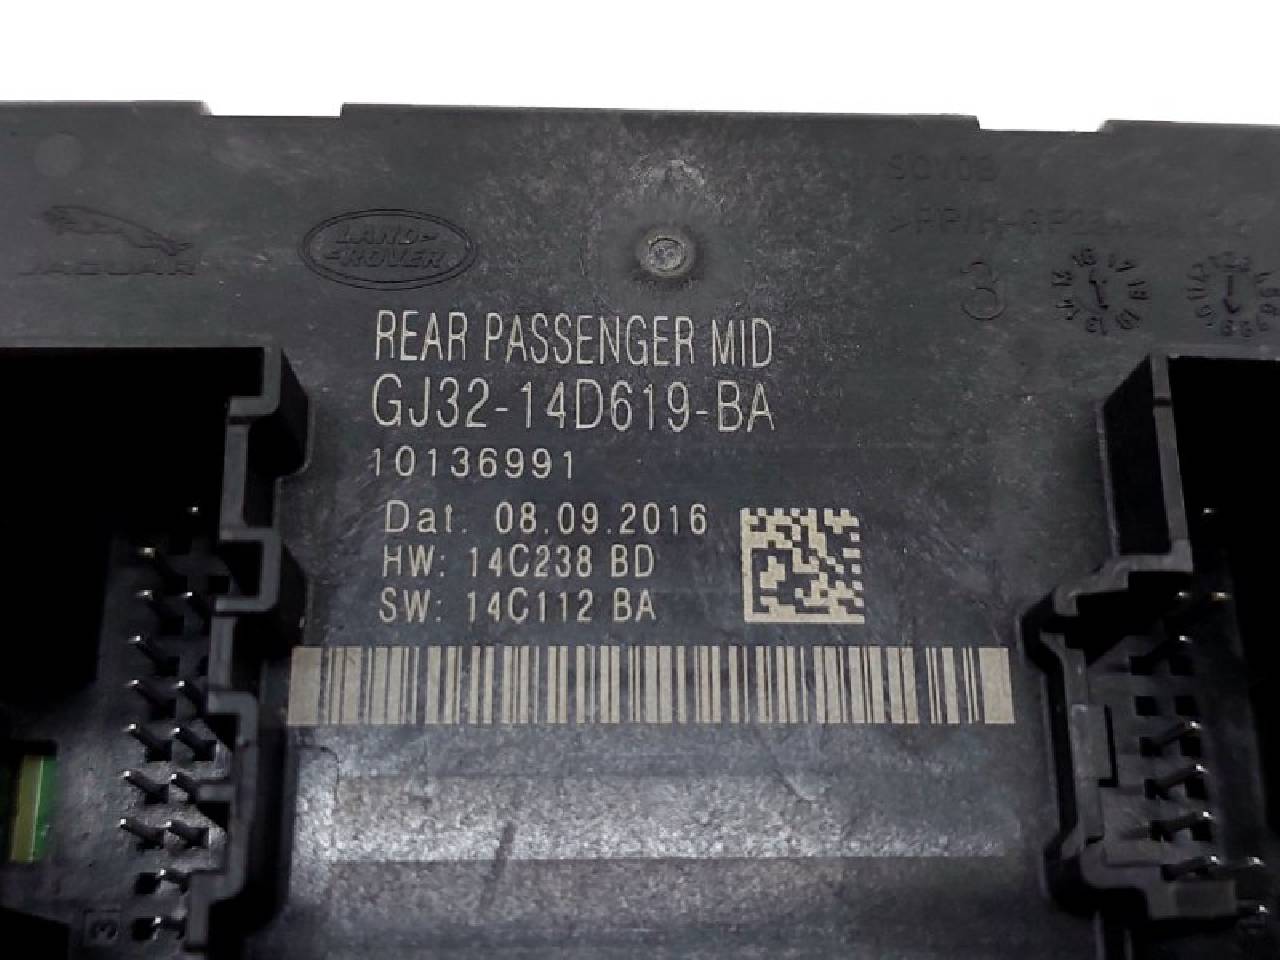 JAGUAR
LAND-
-ROVER
3
REAR PASSENGER MID
GJ32-14D619-BA
10136991
Dat. 08.09.2016
HW: 14C238 BD
SW: 14C112 BA